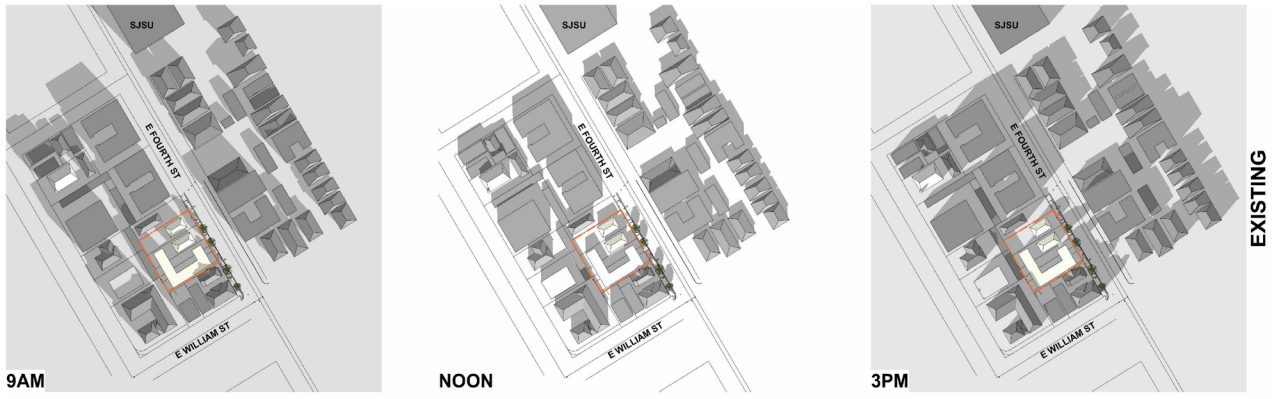 SJSU
E FOURTH ST
E WILLIAM ST
9AM
SJSU
E FOURTH ST
E WILLIAM ST
NOON
SJSU
E FOURTH ST
E WILLIAM ST
3PM
EXISTING